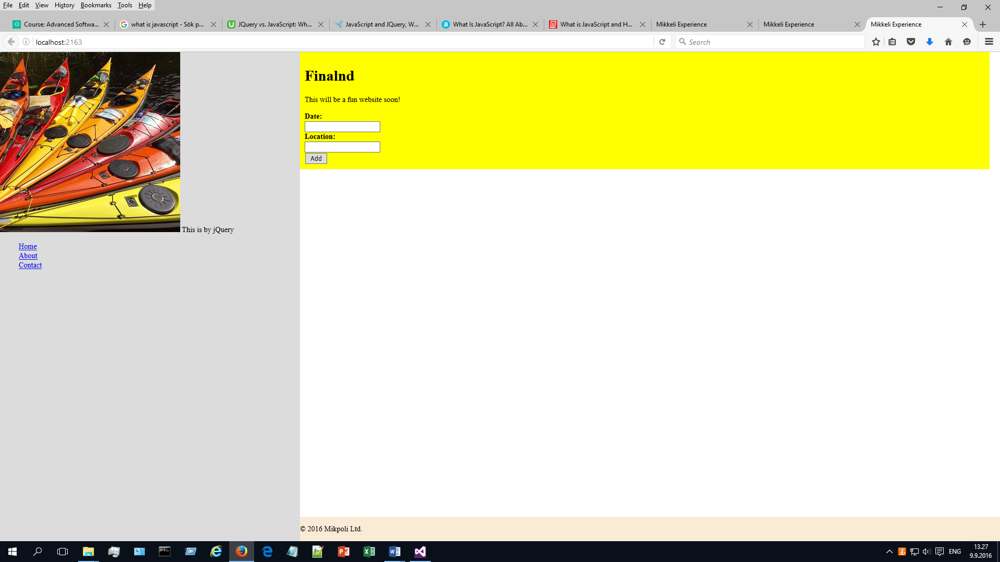 File Edit View History Bookmarks Tools Help
Course: Advanced Softwa...
what is javascript - Sök p...
JQuery vs. JavaScript: Wh...
JavaScript and JQuery, W...
What Is JavaScript? All Ab...
What is JavaScript and H...
Mikkeli Experience
Mikkeli Experience
Mikkeli Experience
localhost:2163
Search
This is by jQuery
Home
About
Contact
Finalnd
This will be a fun website soon!
Date:
Location:
Add
© 2016 Mikpoli Ltd.
ENG
13.27
9.9.2016